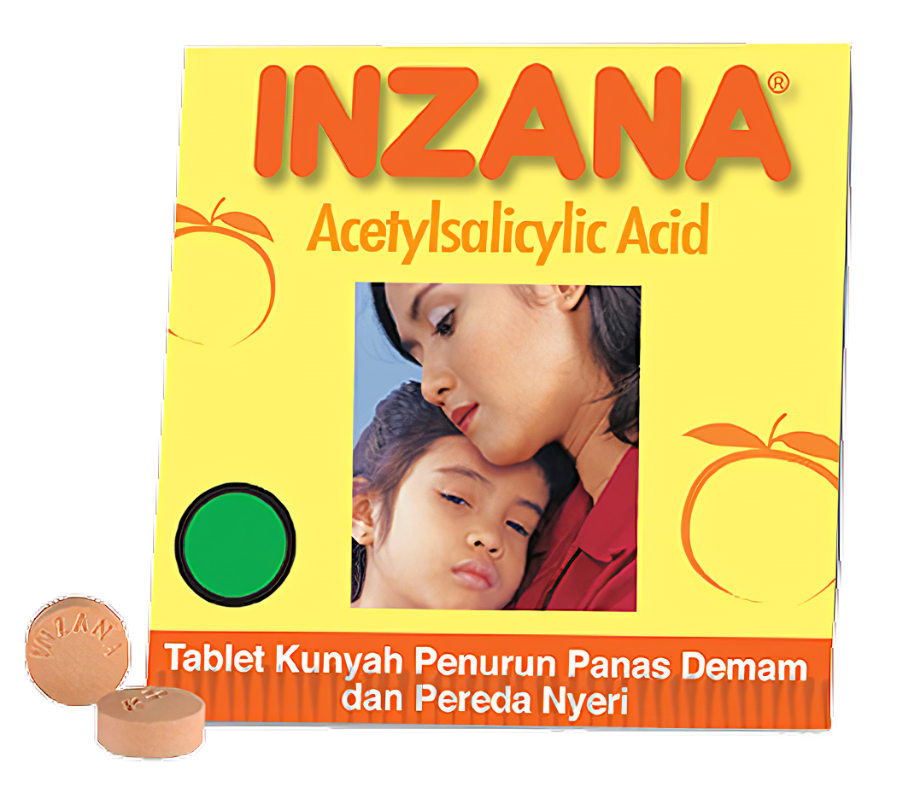 INZANA®
Acetylsalicylic Acid
Tablet Kunyah Penurun Panas Demam
dan Pereda Nyeri
INZANA